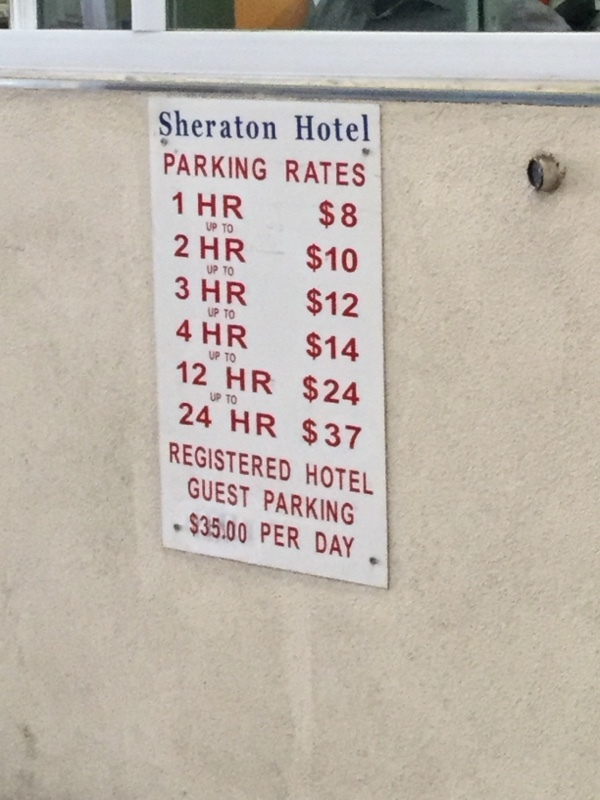 Sheraton Hotel
PARKING RATES
1 HR $8
UP TO
2 HR $10
UP TO
3 HR $12
UP TO
4 HR $14
UP TO
12 HR $24
UP TO
24 HR $37
REGISTERED HOTEL
GUEST PARKING
$35.00 PER DAY